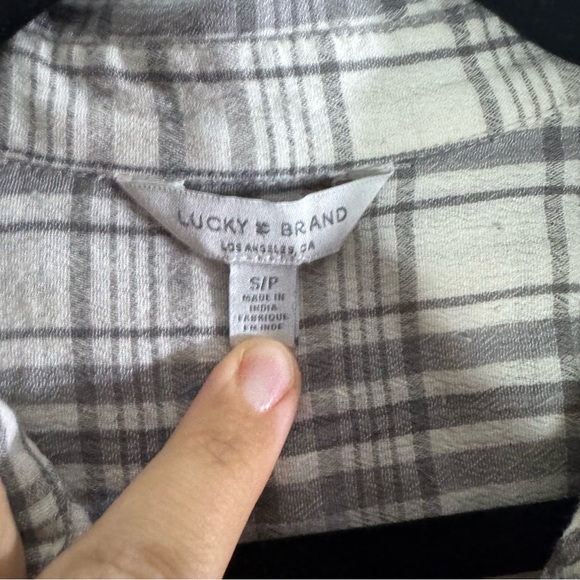 LUCKY BRAND
LOS ANGELES, CA
S/P
MADE IN
INDIA
FABRIQUÉ
EN INDE